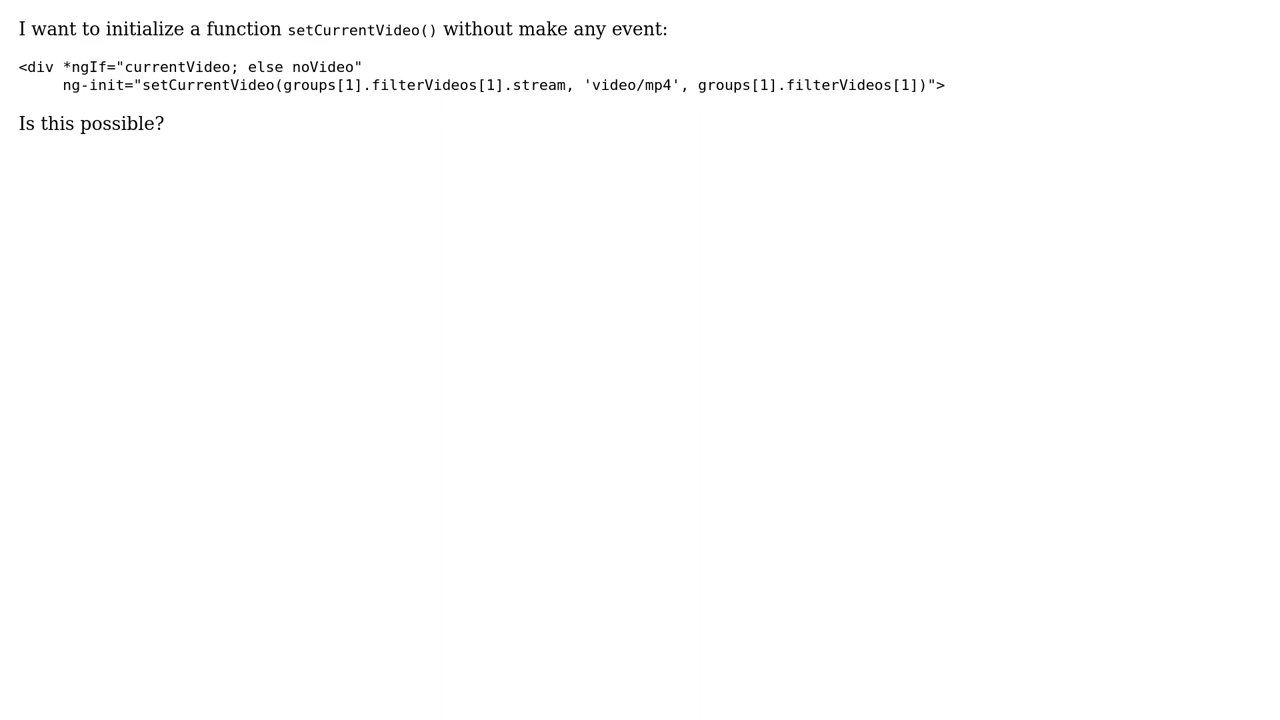 I want to initialize a function setCurrentVideo() without make any event:
<div *ngIf="currentVideo; else noVideo"
     ng-init="setCurrentVideo(groups[1].filterVideos[1].stream, 'video/mp4', groups[1].filterVideos[1])">
Is this possible?